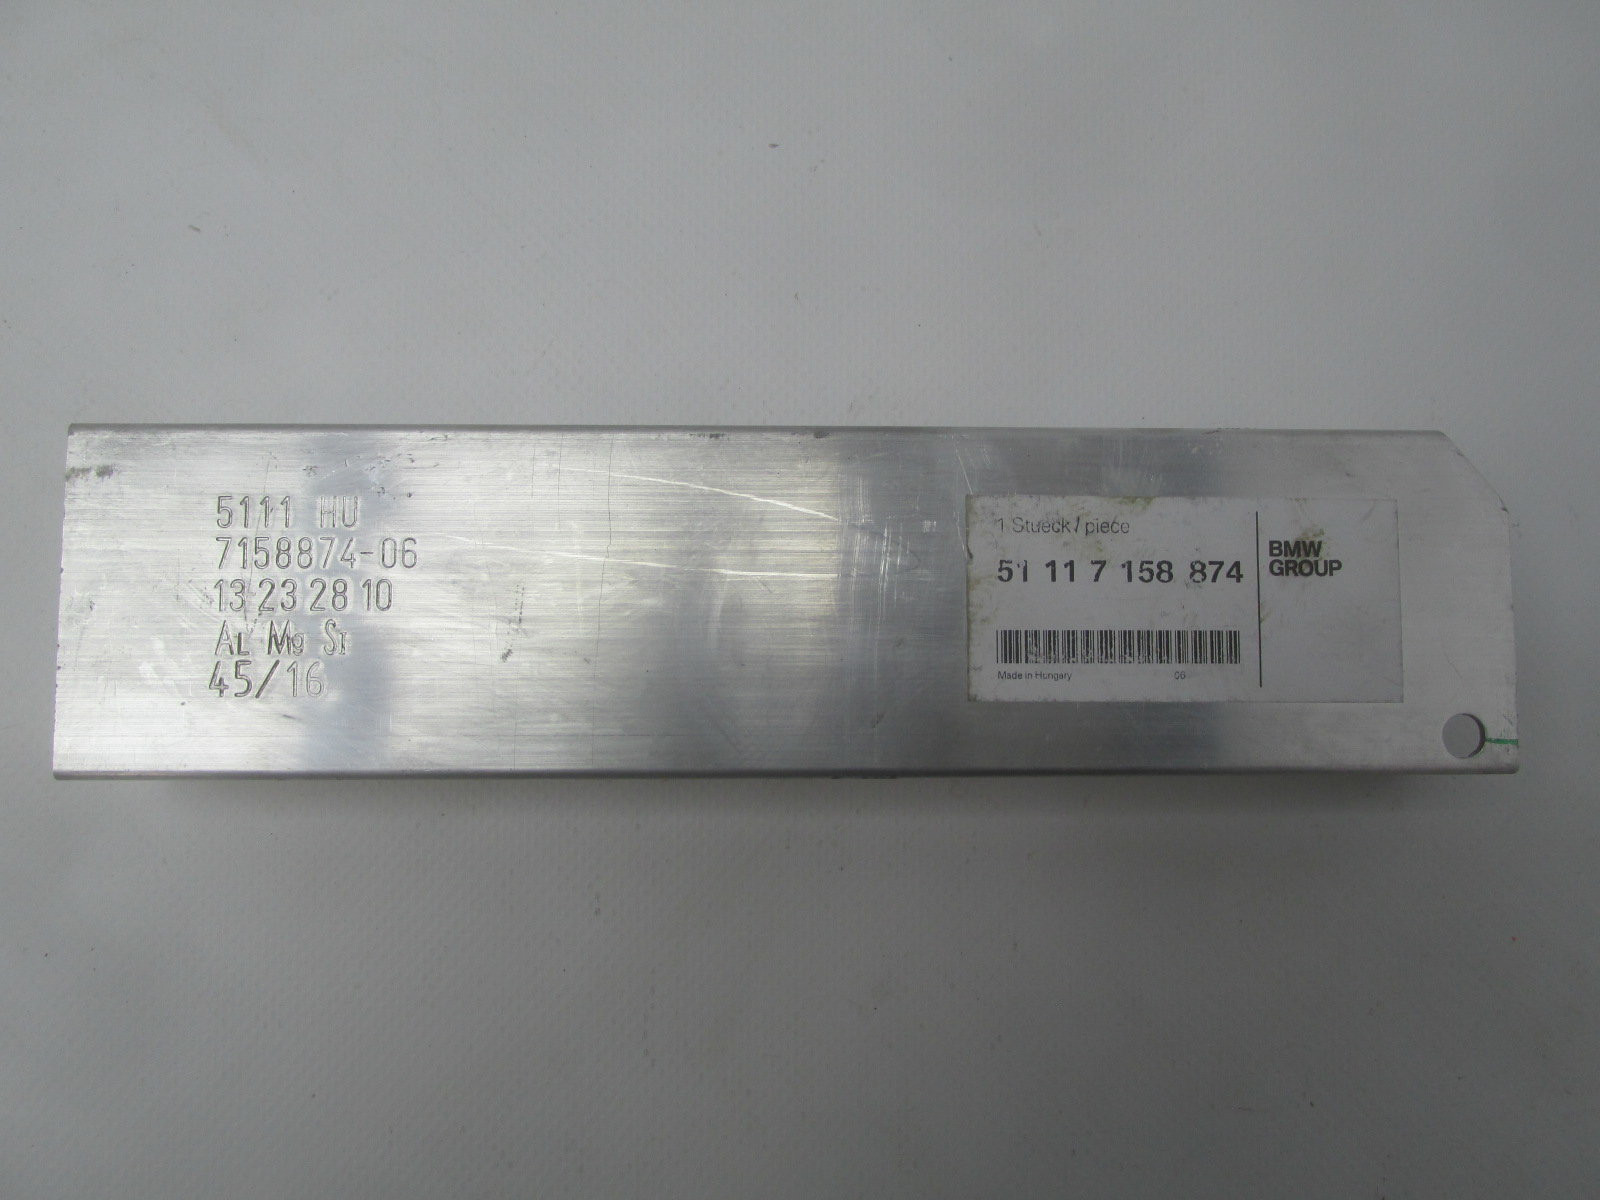 5111 HU
7158874-06
13 23 28 10
AL Mg SI
45/16
1 Stueck / piece
51 11 7 158 874
BMW
GROUP
Made in Hungary
06